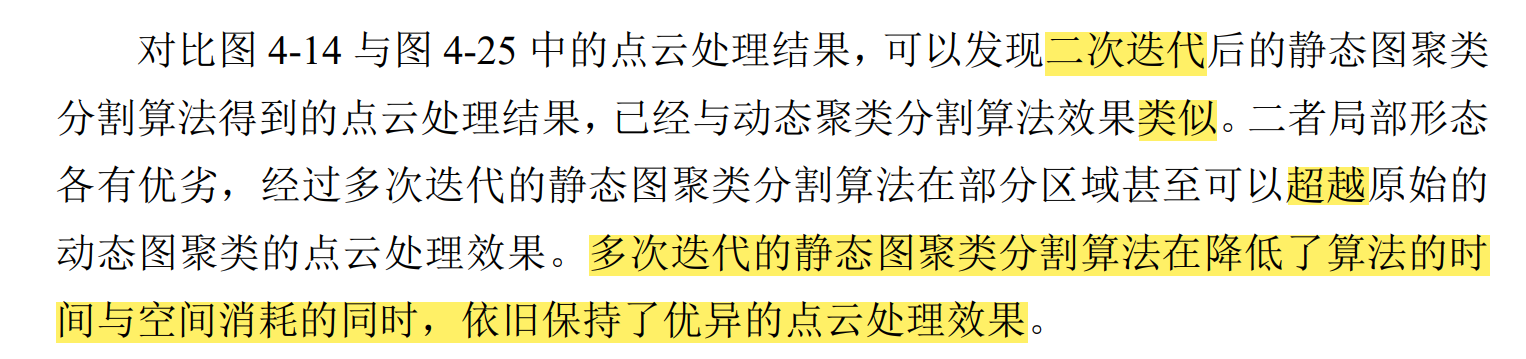 对比图 4-14 与图 4-25 中的点云处理结果，可以发现二次迭代后的静态图聚类
分割算法得到的点云处理结果，已经与动态聚类分割算法效果类似。二者局部形态
各有优劣，经过多次迭代的静态图聚类分割算法在部分区域甚至可以超越原始的
动态图聚类的点云处理效果。多次迭代的静态图聚类分割算法在降低了算法的时
间与空间消耗的同时，依旧保持了优异的点云处理效果。